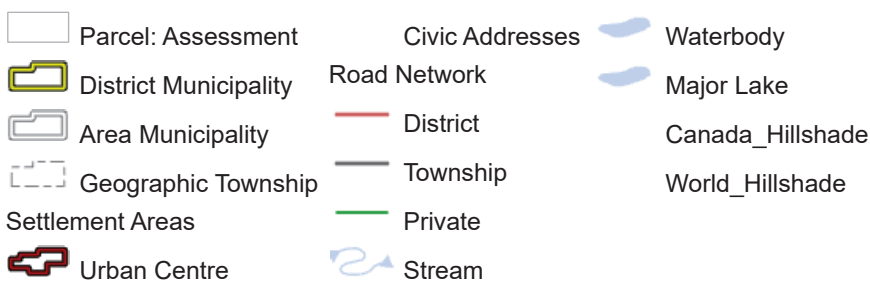 Parcel: Assessment
District Municipality
Area Municipality
Geographic Township
Settlement Areas
Urban Centre
Civic Addresses
Road Network
District
Township
Private
Stream
Waterbody
Major Lake
Canada_Hillshade
World_Hillshade